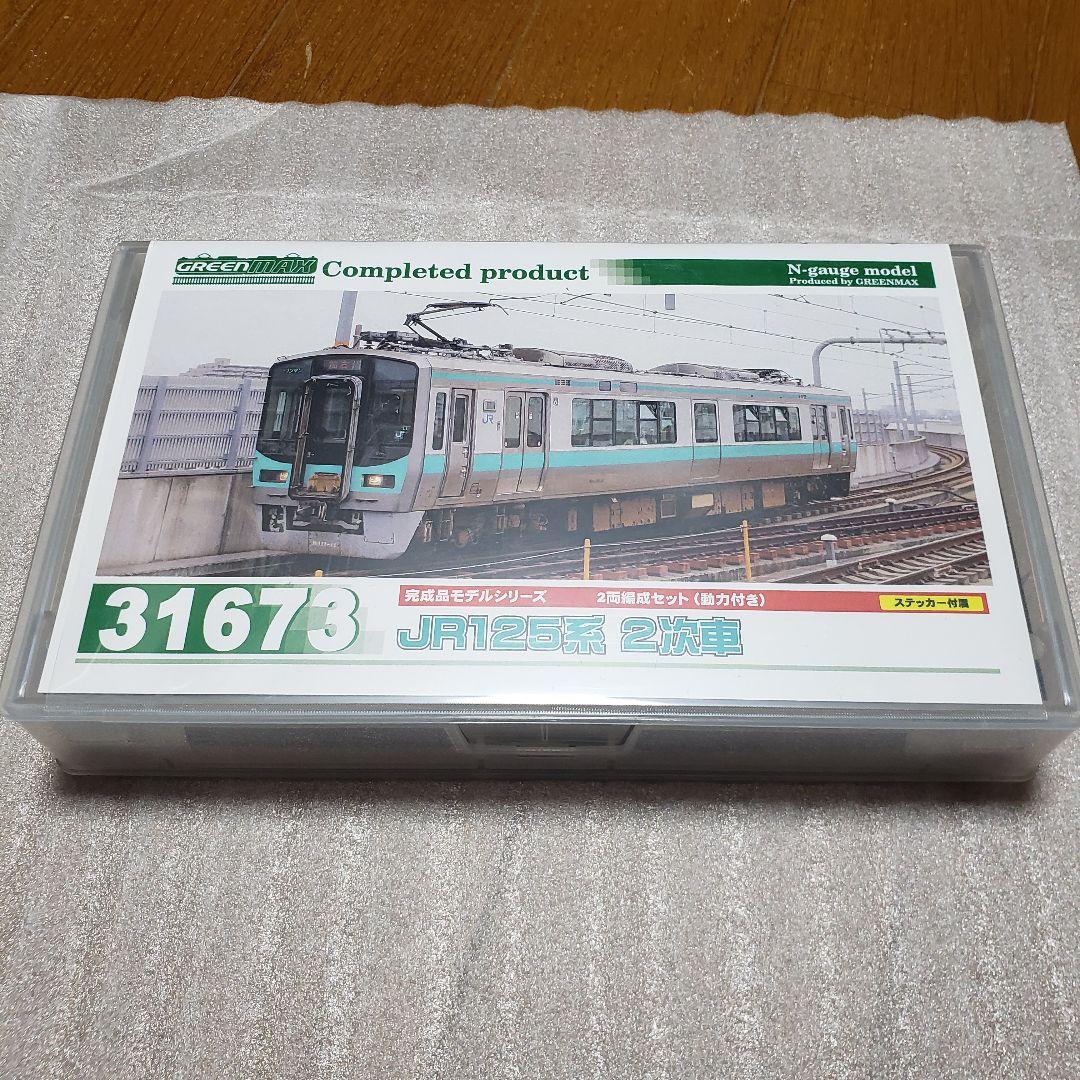 GREENMAX Completed product
N-gauge model
Produced by GREENMAX
JR
31673
完成品モデルシリーズ 2両編成セット(動力付き)
ステッカー付属
JR125系 2次車